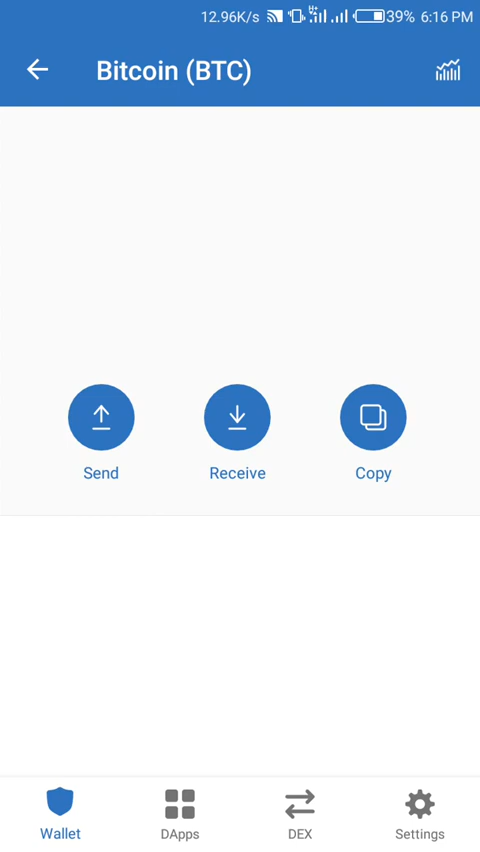 12.96K/s H+ 39% 6:16 PM
Bitcoin (BTC)
Send Receive Copy
Wallet DApps DEX Settings